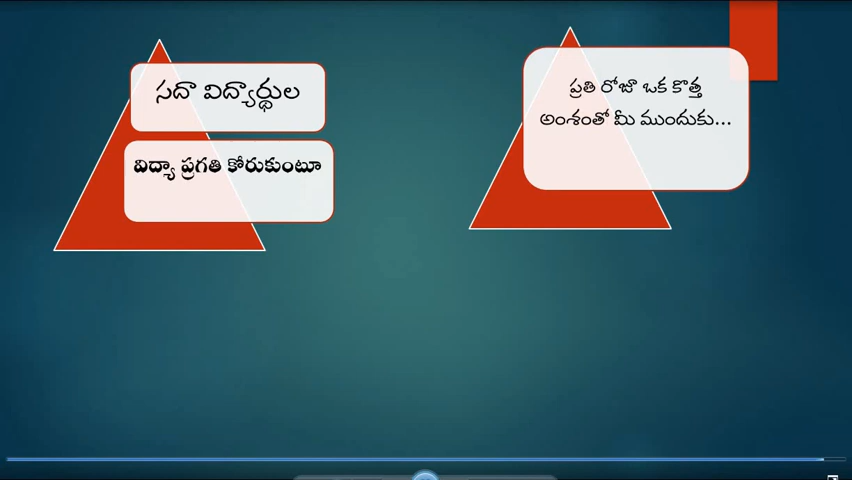 సదా విద్యార్థుల
విద్యా ప్రగతి కోరుకుంటూ
ప్రతి రోజూ ఒక కొత్త
అంశంతో మీ ముందుకు...